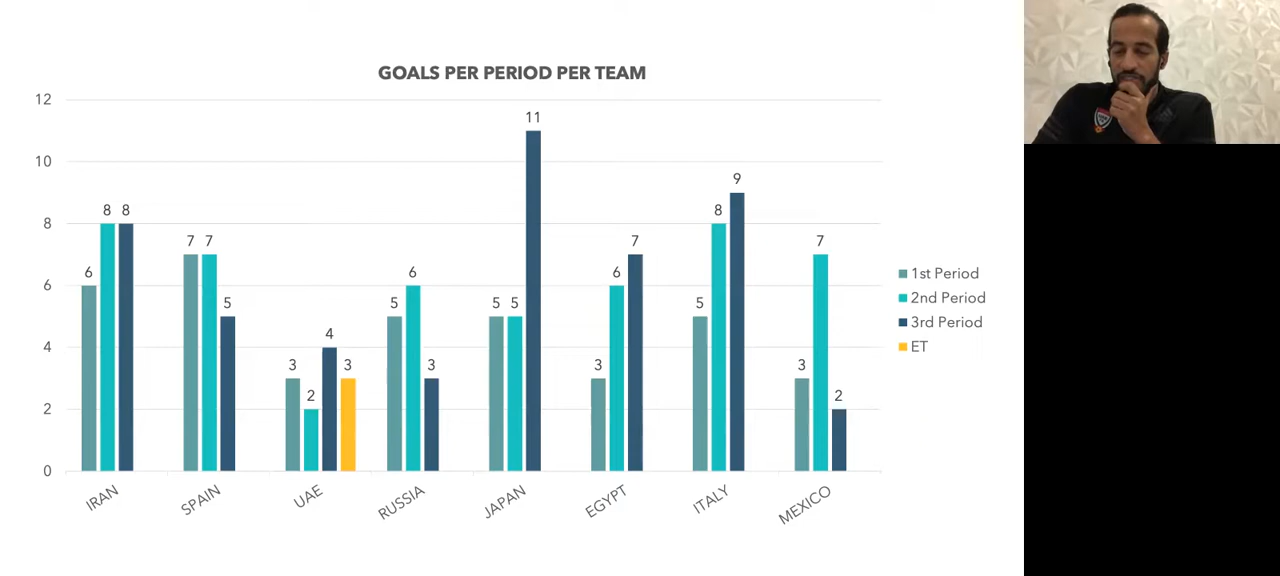 GOALS PER PERIOD PER TEAM
12
10
8
6
4
2
0
6 8 8
7 7 5
3 2 4 3
5 6 3
5 5 11
3 6 7
5 8 9
3 7 2
IRAN
SPAIN
UAE
RUSSIA
JAPAN
EGYPT
ITALY
MEXICO
1st Period
2nd Period
3rd Period
ET